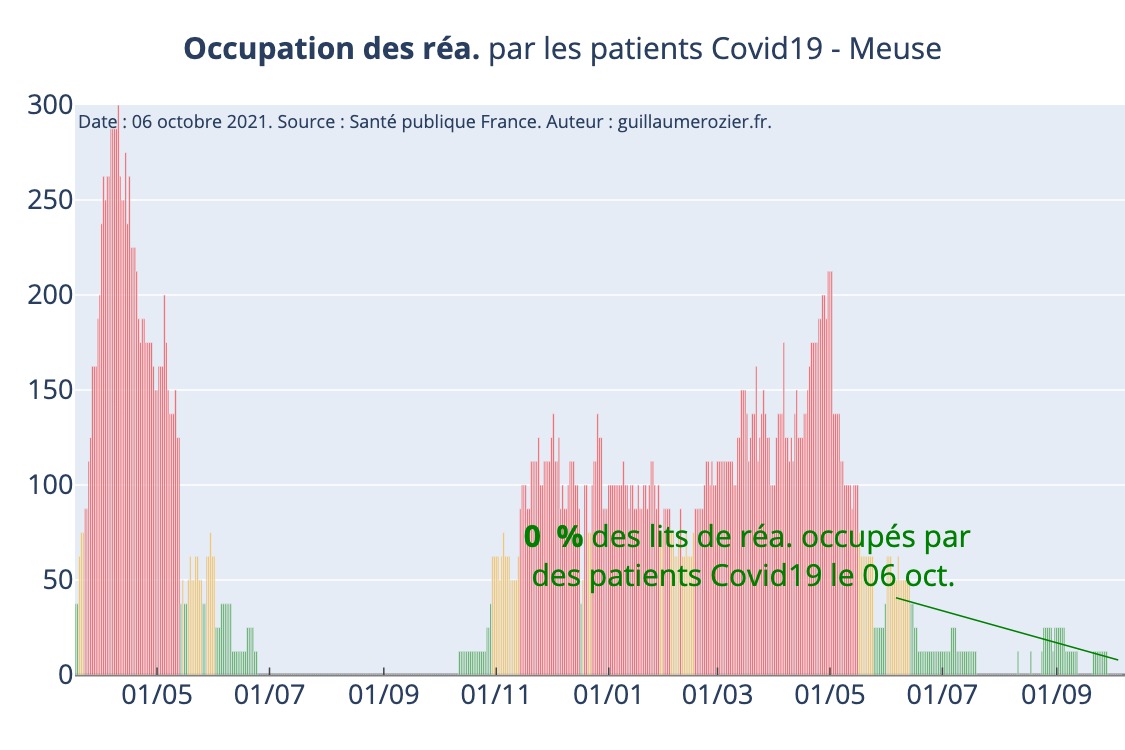 Occupation des réa. par les patients Covid19 - Meuse
300
Date : 06 octobre 2021. Source : Santé publique France. Auteur : guillaumerozier.fr.
250
200
150
100
50
0
0 % des lits de réa. occupés par
des patients Covid19 le 06 oct.
01/05 01/07 01/09 01/11 01/01 01/03 01/05 01/07 01/09